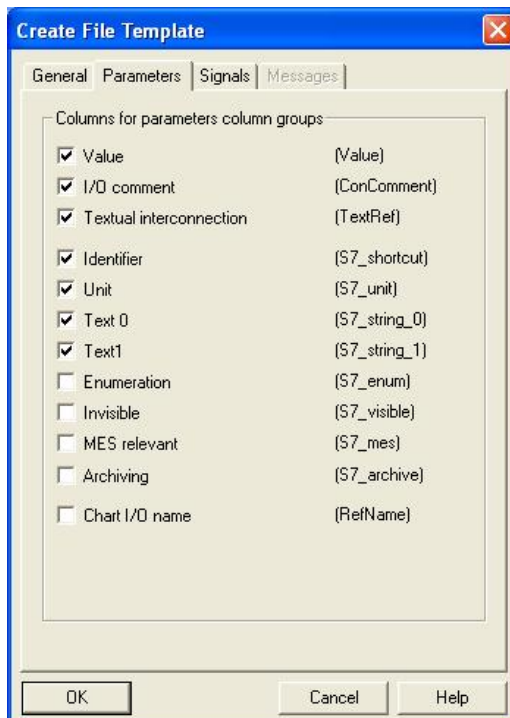 Create File Template
General Parameters Signals Messages
Columns for parameters column groups
Value (Value)
I/O comment (ConComment)
Textual interconnection (TextRef)
Identifier (S7_shortcut)
Unit (S7_unit)
Text 0 (S7_string_0)
Text1 (S7_string_1)
Enumeration (S7_enum)
Invisible (S7_visible)
MES relevant (S7_mes)
Archiving (S7_archive)
Chart I/O name (RefName)
OK Cancel Help